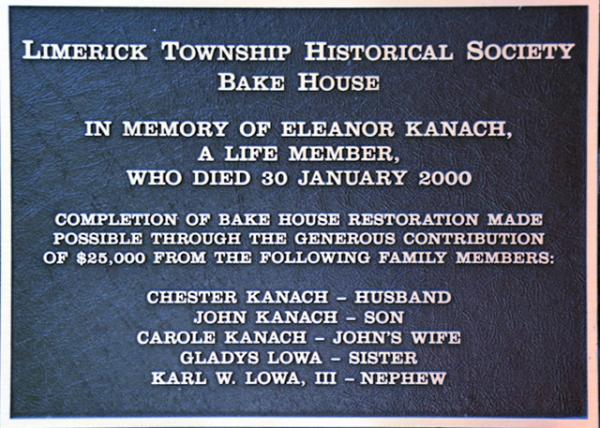 LIMERICK TOWNSHIP HISTORICAL SOCIETY
BAKE HOUSE
IN MEMORY OF ELEANOR KANACH,
A LIFE MEMBER,
WHO DIED 30 JANUARY 2000
COMPLETION OF BAKE HOUSE RESTORATION MADE
POSSIBLE THROUGH THE GENEROUS CONTRIBUTION
OF $25,000 FROM THE FOLLOWING FAMILY MEMBERS:
CHESTER KANACH – HUSBAND
JOHN KANACH – SON
CAROLE KANACH – JOHN'S WIFE
GLADYS LOWA – SISTER
KARL W. LOWA, III – NEPHEW